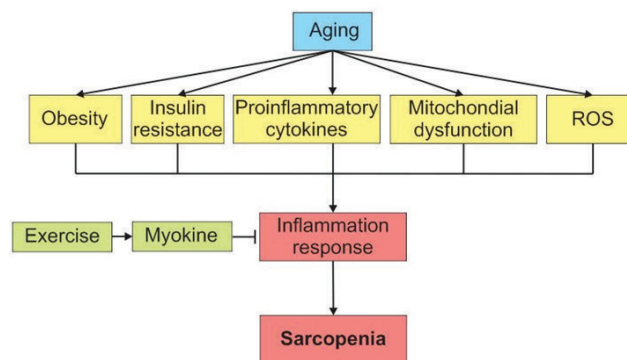 Aging
Obesity
Insulin
resistance
Proinflammatory
cytokines
Mitochondial
dysfunction
ROS
Exercise
Myokine
Inflammation
response
Sarcopenia